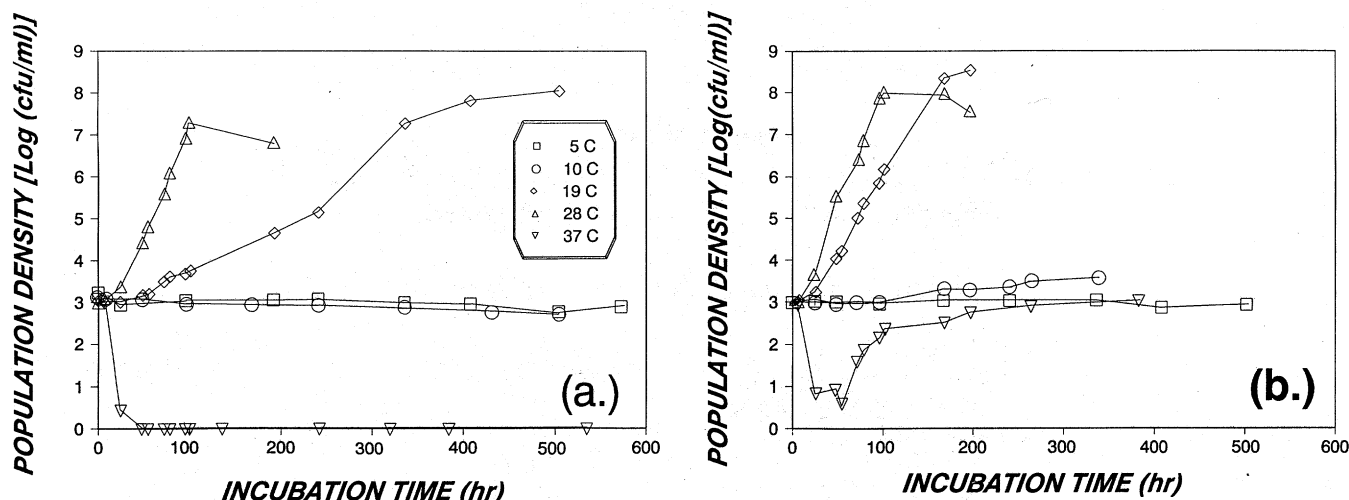 POPULATION DENSITY [Log (cfu/ml)]
9
8
7
6
5
4
3
2
1
0
0 100 200 300 400 500 600
INCUBATION TIME (hr)
5 C
10 C
19 C
28 C
37 C
(a.)
POPULATION DENSITY [Log(cfu/ml)]
9
8
7
6
5
4
3
2
1
0
0 100 200 300 400 500 600
INCUBATION TIME (hr)
(b.)